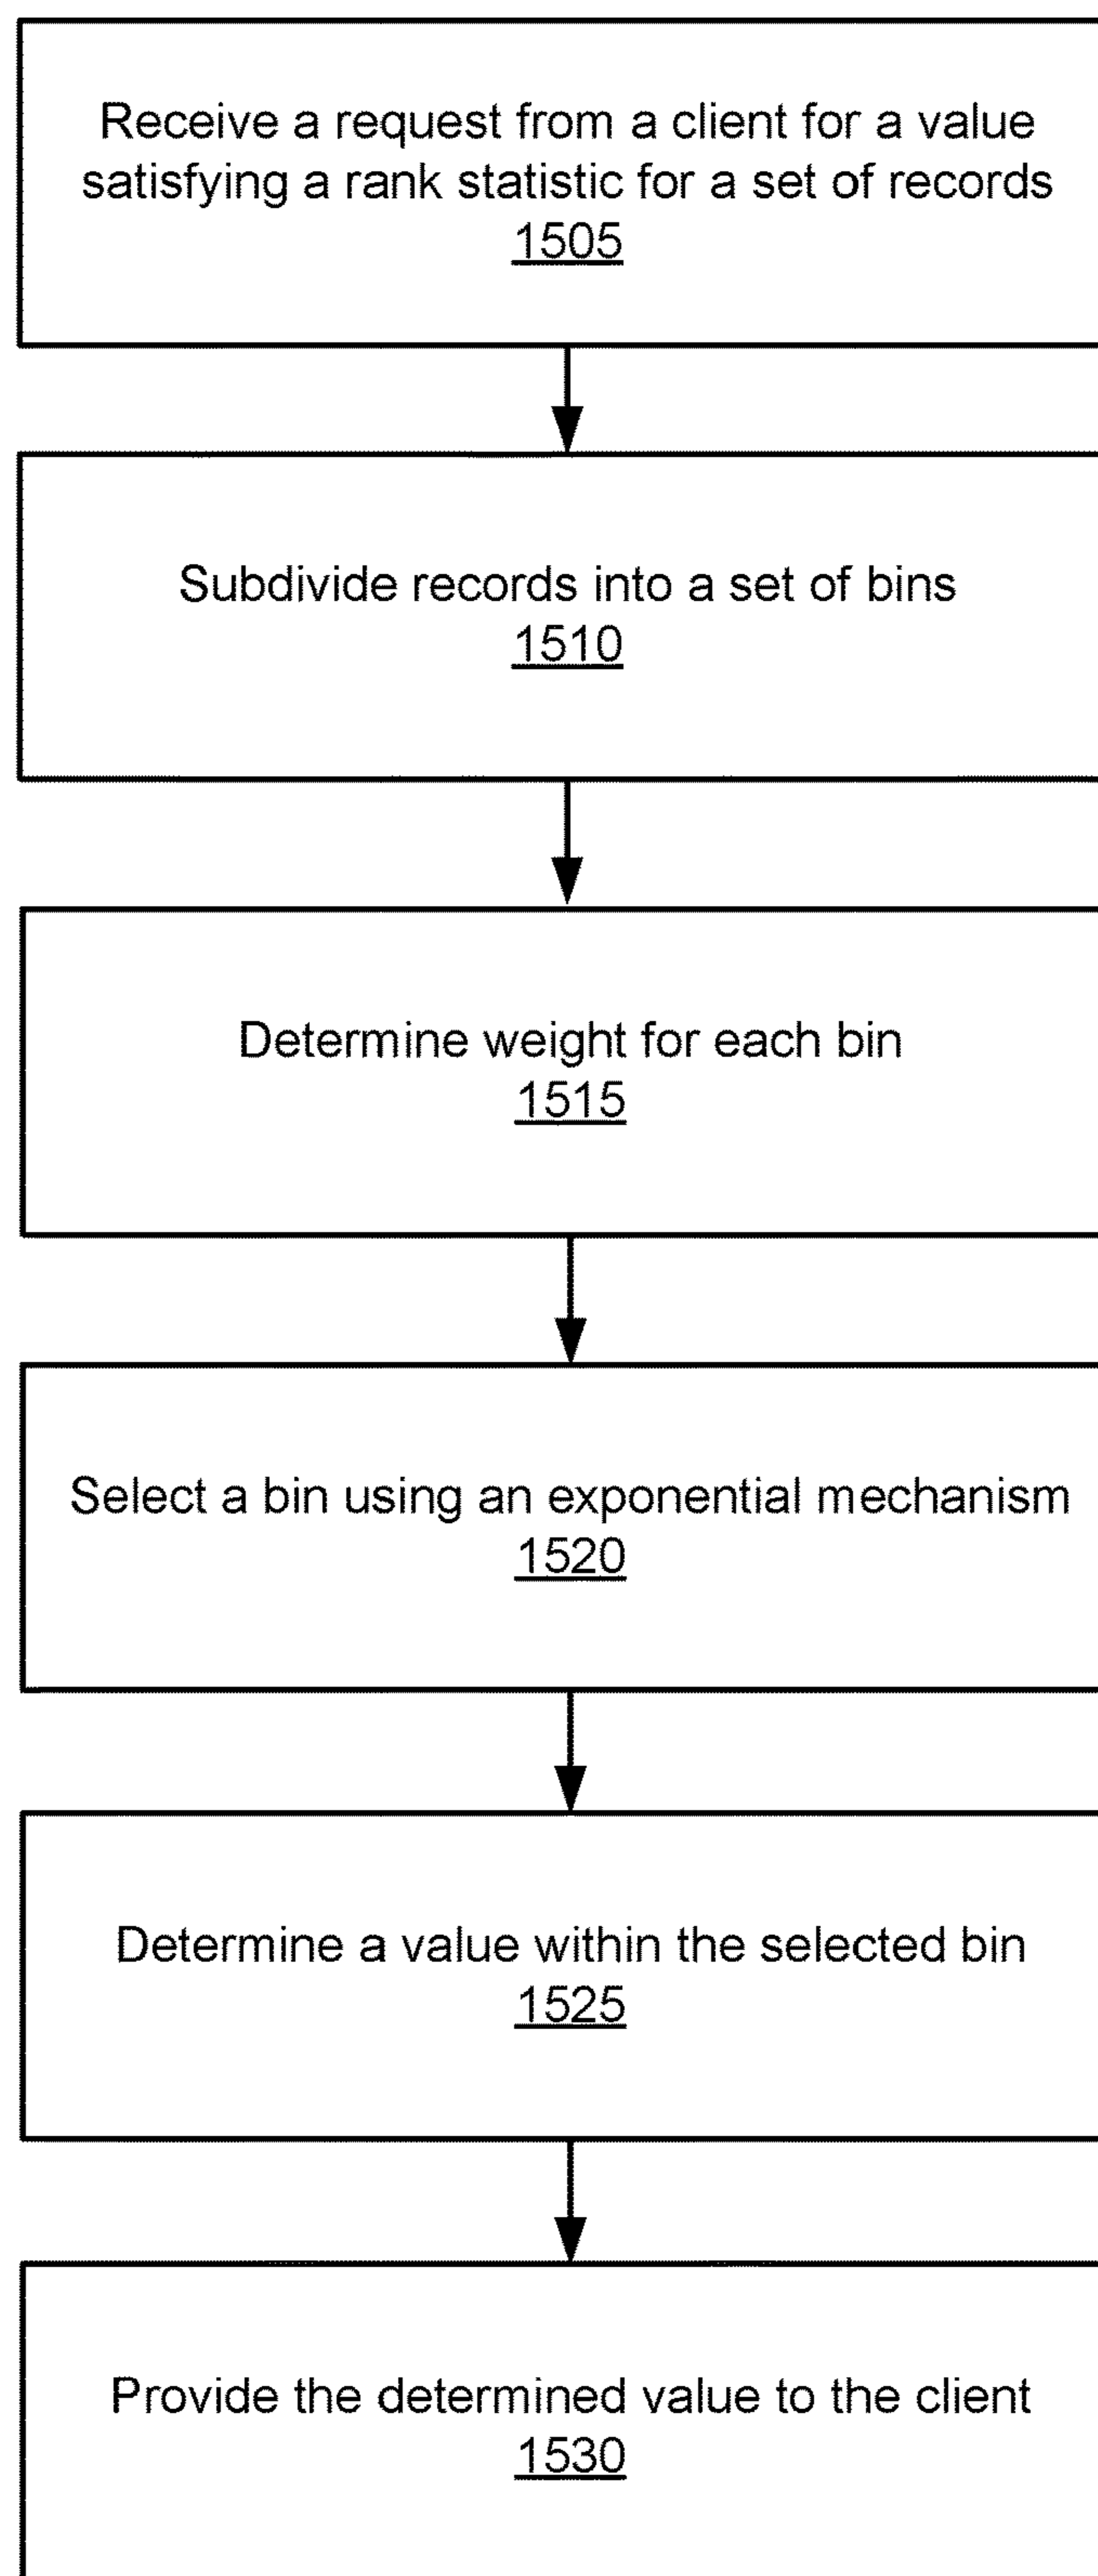 Receive a request from a client for a value
satisfying a rank statistic for a set of records
1505
Subdivide records into a set of bins
1510
Determine weight for each bin
1515
Select a bin using an exponential mechanism
1520
Determine a value within the selected bin
1525
Provide the determined value to the client
1530